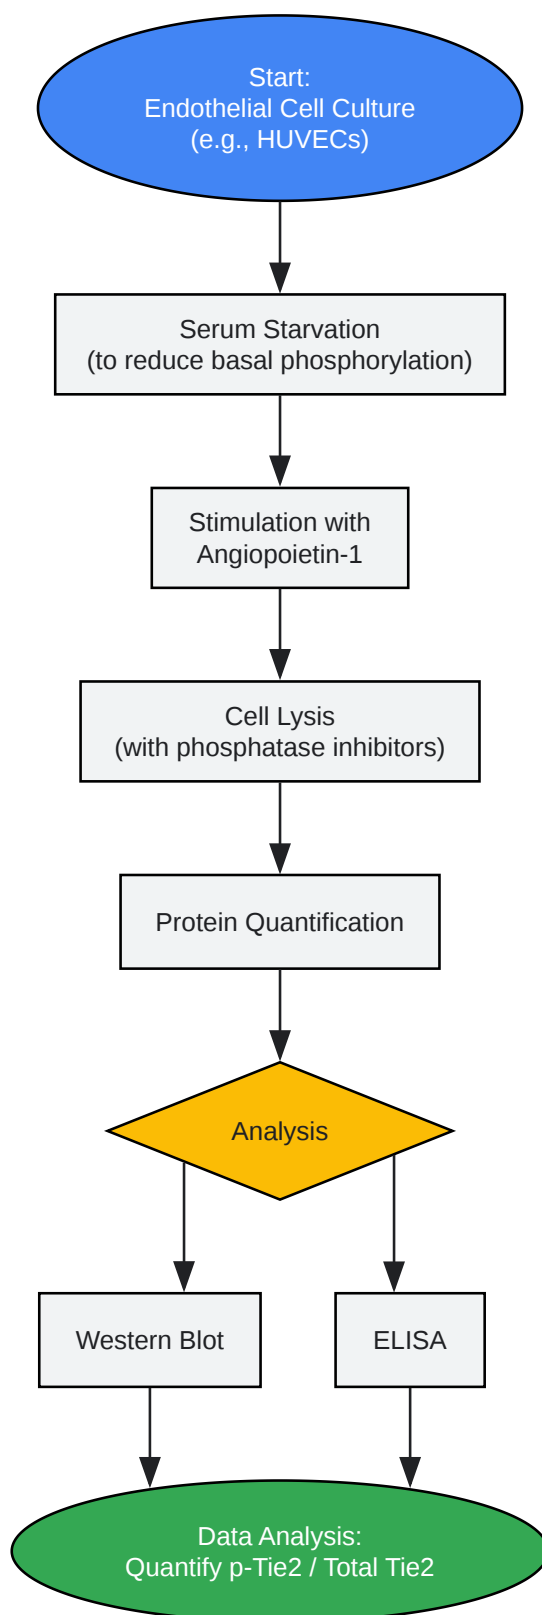 Start:
Endothelial Cell Culture
(e.g., HUVECs)
Serum Starvation
(to reduce basal phosphorylation)
Stimulation with
Angiopoietin-1
Cell Lysis
(with phosphatase inhibitors)
Protein Quantification
Analysis
Western Blot
ELISA
Data Analysis:
Quantify p-Tie2 / Total Tie2